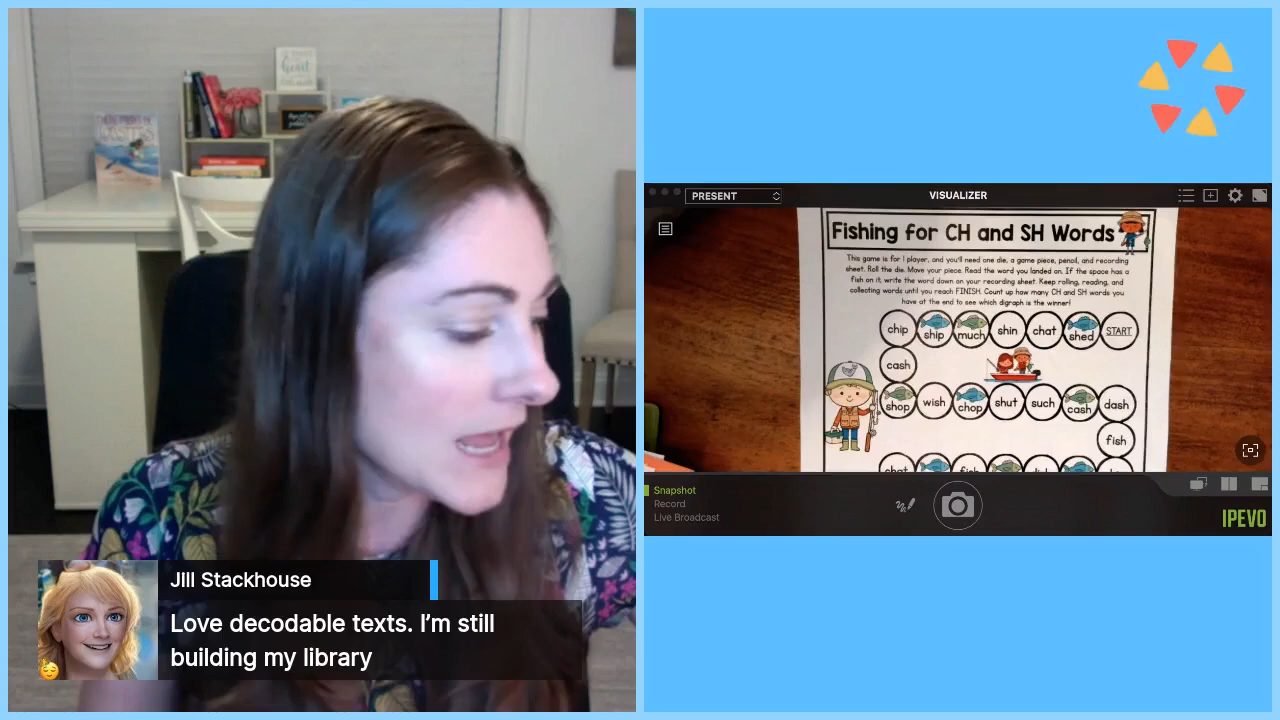 heart
CASTLES
Jill Stackhouse
Love decodable texts. I'm still
building my library
PRESENT
VISUALIZER
Fishing for CH and SH Words
This game is for 1 player, and you'll need one die, a game piece, pencil, and recording
sheet. Roll the die. Move your piece. Read the word you landed on. If the space has a
fish on it, write the word down on your recording sheet. Keep rolling, reading, and
collecting words until you reach FINISH. Count up how many CH and SH words you
have at the end to see which digraph is the winner!
chip ship much shin chat shed START
cash
shop wish chop shut such cash dash
fish
Snapshot
Record
Live Broadcast
IPEVO